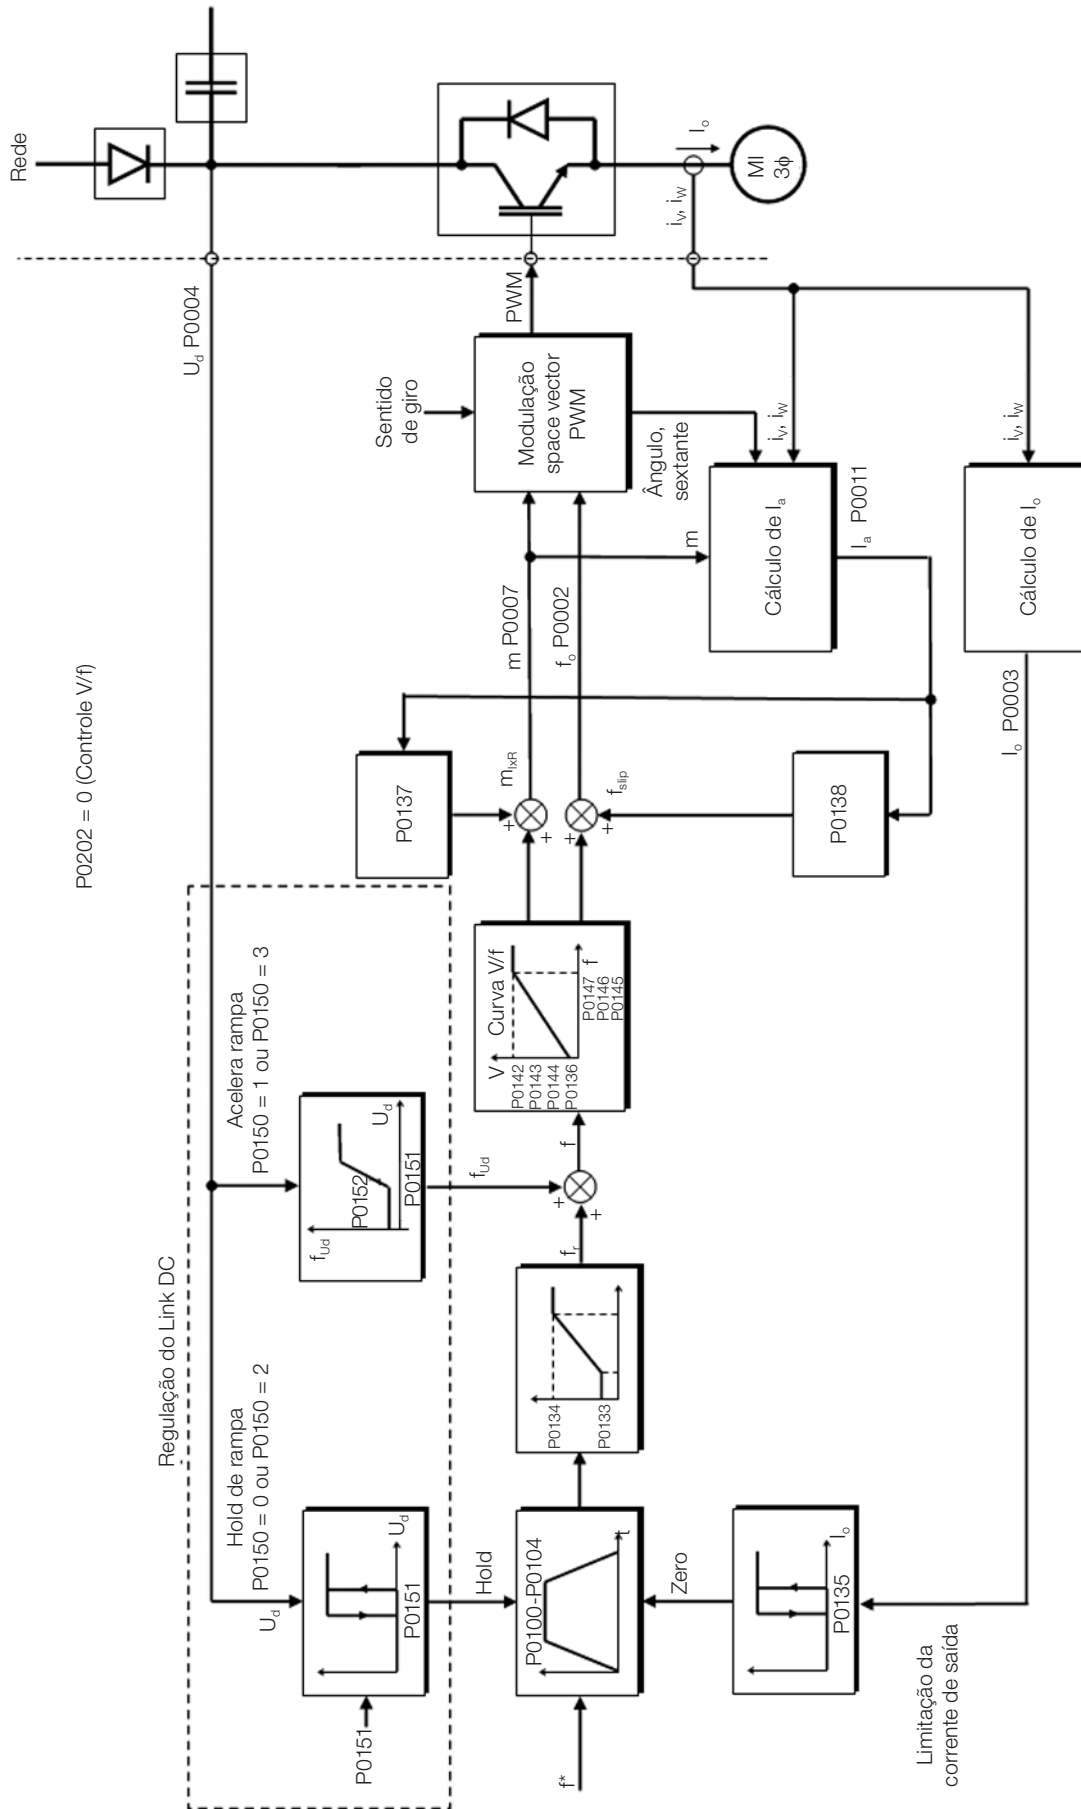 P0202 = 0 (Controle V/f)
Rede
Regulação do Link DC
Hold de rampa
P0150 = 0 ou P0150 = 2
Acelera rampa
P0150 = 1 ou P0150 = 3
U_d P0004
U_d
P0151
U_d
P0151
Hold
f_Ud
P0152
U_d
P0151
f_Ud
f*
P0100-P0104
t
P0134
P0133
f_r
+
+
f
Curva V/f
V
P0142
P0143
P0144
P0136
f
P0147
P0146
P0145
P0137
+
+
m_IxR
m P0007
+
+
f_slip
f_o P0002
P0138
Sentido
de giro
Modulação
space vector
PWM
PWM
Ângulo,
sextante
m
i_v, i_w
Cálculo de I_a
I_a P0011
i_v, i_w
I_o
MI
3ϕ
i_v, i_w
Cálculo de I_o
I_o P0003
Zero
I_o
P0135
Limitação da
corrente de saída